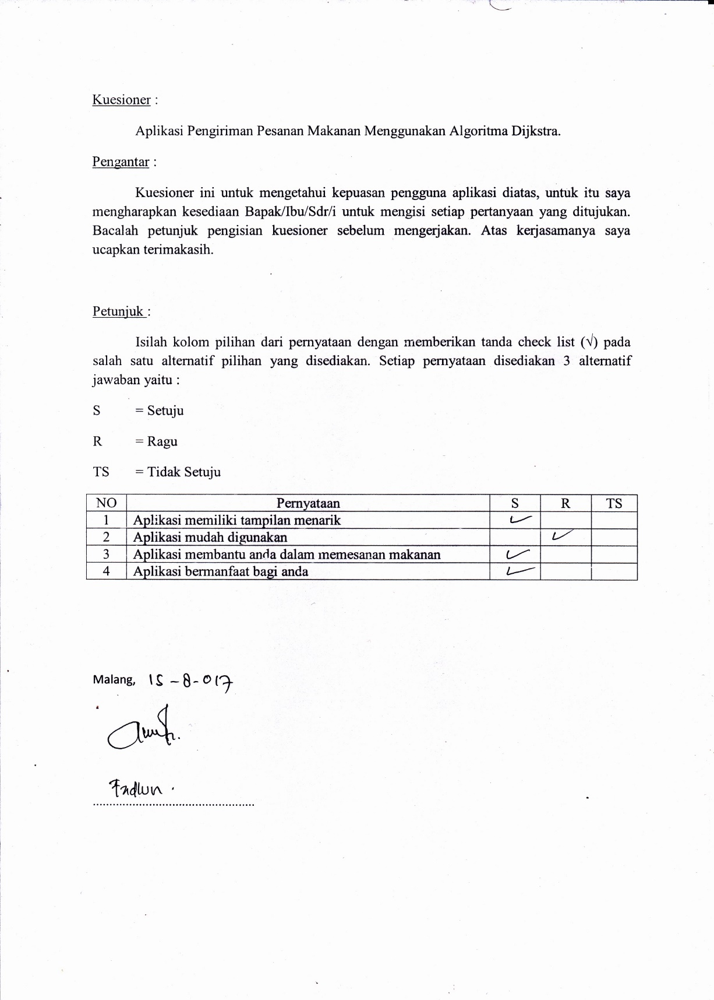 Kuesioner :
Aplikasi Pengiriman Pesanan Makanan Menggunakan Algoritma Dijkstra.
Pengantar :
Kuesioner ini untuk mengetahui kepuasan pengguna aplikasi diatas, untuk itu saya
mengharapkan kesediaan Bapak/Ibu/Sdr/i untuk mengisi setiap pertanyaan yang ditujukan.
Bacalah petunjuk pengisian kuesioner sebelum mengerjakan. Atas kerjasamanya saya
ucapkan terimakasih.
Petunjuk :
Isilah kolom pilihan dari pernyataan dengan memberikan tanda check list (√) pada
salah satu alternatif pilihan yang disediakan. Setiap pernyataan disediakan 3 alternatif
jawaban yaitu :
S = Setuju
R = Ragu
TS = Tidak Setuju
NO Pernyataan S R TS
1 Aplikasi memiliki tampilan menarik ✓
2 Aplikasi mudah digunakan ✓
3 Aplikasi membantu anda dalam memesanan makanan ✓
4 Aplikasi bermanfaat bagi anda ✓
Malang, 15-8-017
Fadlun.